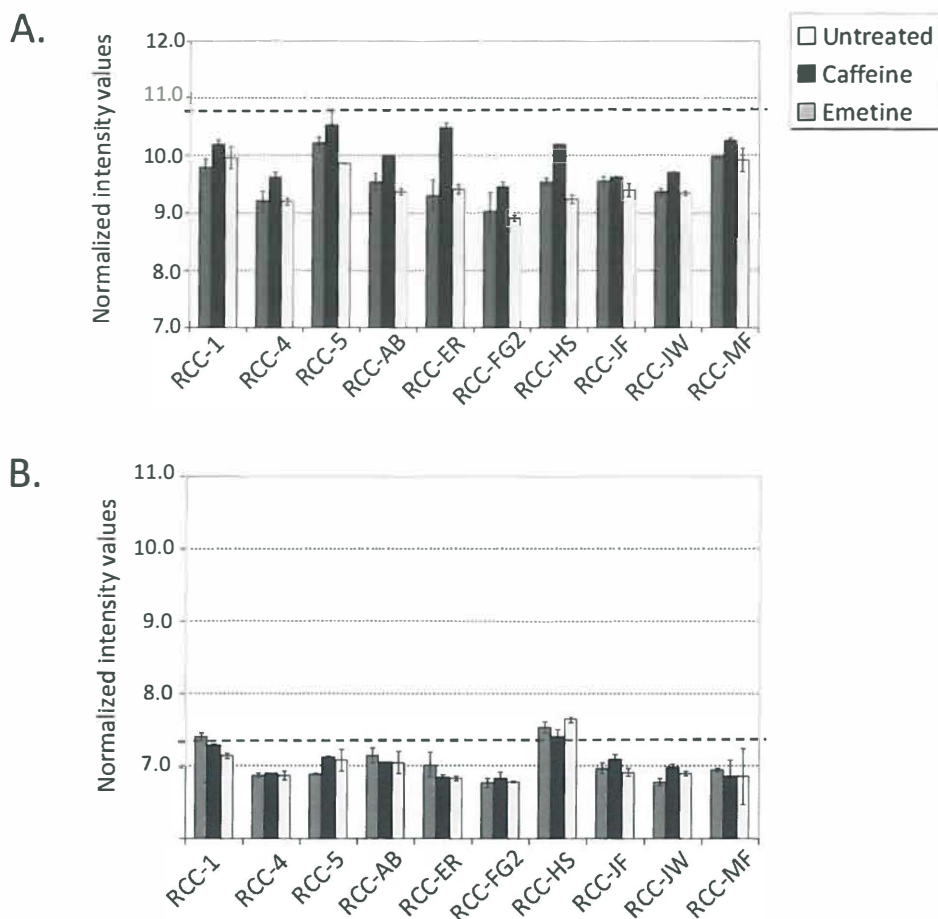 A.
Normalized intensity values
12.0
11.0
10.0
9.0
8.0
7.0
RCC-1
RCC-4
RCC-5
RCC-AB
RCC-ER
RCC-FG2
RCC-HS
RCC-JF
RCC-JW
RCC-MF
Untreated
Caffeine
Emetine
B.
Normalized intensity values
11.0
10.0
9.0
8.0
7.0
RCC-1
RCC-4
RCC-5
RCC-AB
RCC-ER
RCC-FG2
RCC-HS
RCC-JF
RCC-JW
RCC-MF